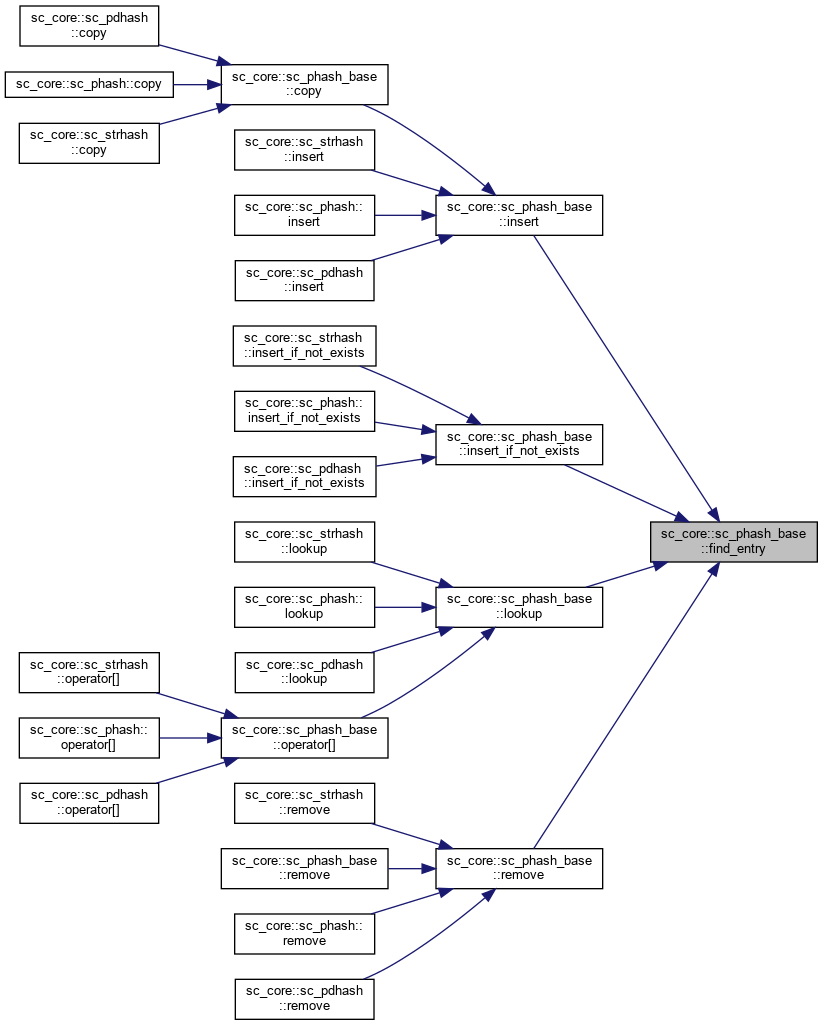 sc_core::sc_pdhash
::copy
sc_core::sc_phash::copy
sc_core::sc_strhash
::copy
sc_core::sc_phash_base
::copy
sc_core::sc_strhash
::insert
sc_core::sc_phash::
insert
sc_core::sc_pdhash
::insert
sc_core::sc_phash_base
::insert
sc_core::sc_strhash
::insert_if_not_exists
sc_core::sc_phash::
insert_if_not_exists
sc_core::sc_pdhash
::insert_if_not_exists
sc_core::sc_phash_base
::insert_if_not_exists
sc_core::sc_phash_base
::find_entry
sc_core::sc_strhash
::lookup
sc_core::sc_phash::
lookup
sc_core::sc_pdhash
::lookup
sc_core::sc_phash_base
::lookup
sc_core::sc_strhash
::operator[]
sc_core::sc_phash::
operator[]
sc_core::sc_pdhash
::operator[]
sc_core::sc_phash_base
::operator[]
sc_core::sc_strhash
::remove
sc_core::sc_phash_base
::remove
sc_core::sc_phash::
remove
sc_core::sc_pdhash
::remove
sc_core::sc_phash_base
::remove